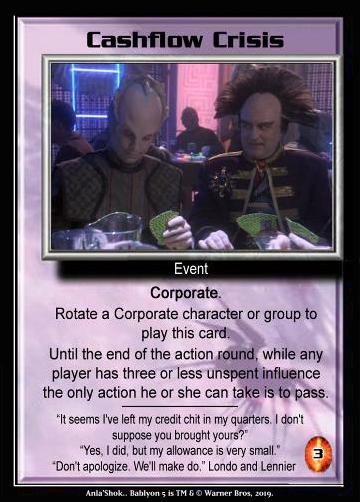 Cashflow Crisis
Event
Corporate.
Rotate a Corporate character or group to
play this card.
Until the end of the action round, while any
player has three or less unspent influence
the only action he or she can take is to pass.
“It seems I've left my credit chit in my quarters. I don't
suppose you brought yours?”
“Yes, I did, but my allowance is very small.”
“Don't apologize. We'll make do.” Londo and Lennier
3
Anla'Shok.. Bablyon 5 is TM & © Warner Bros, 2019.